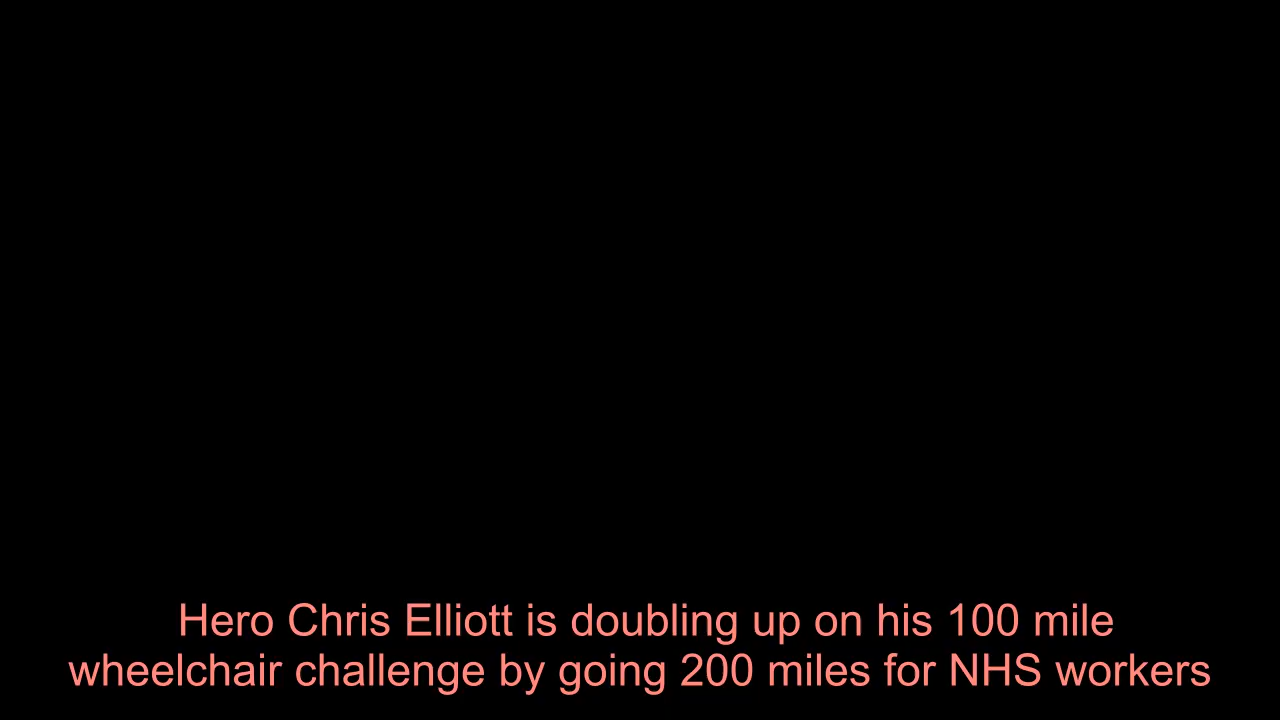 Hero Chris Elliott is doubling up on his 100 mile
wheelchair challenge by going 200 miles for NHS workers